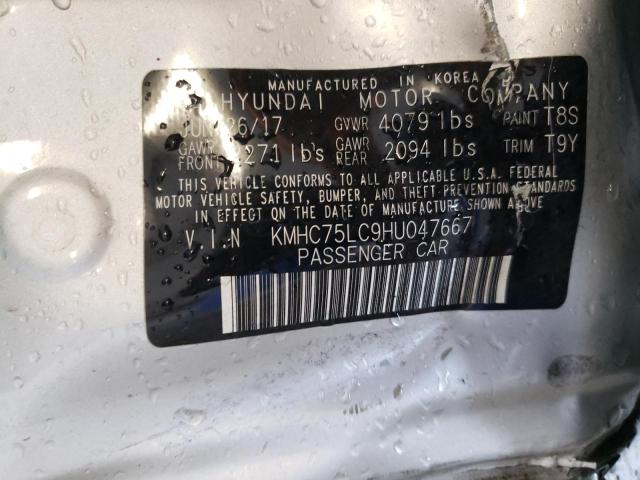 MANUFACTURED IN KOREA
HYUNDAI MOTOR COMPANY
JUN/26/17 GVWR 4079 lbs PAINT T8S
GAWR FRONT 2271 lbs GAWR REAR 2094 lbs TRIM T9Y
THIS VEHICLE CONFORMS TO ALL APPLICABLE U.S.A. FEDERAL
MOTOR VEHICLE SAFETY, BUMPER, AND THEFT PREVENTION STANDARDS
IN EFFECT ON THE DATE OF MANUFACTURE SHOWN ABOVE
V I N KMHC75LC9HU047667
PASSENGER CAR